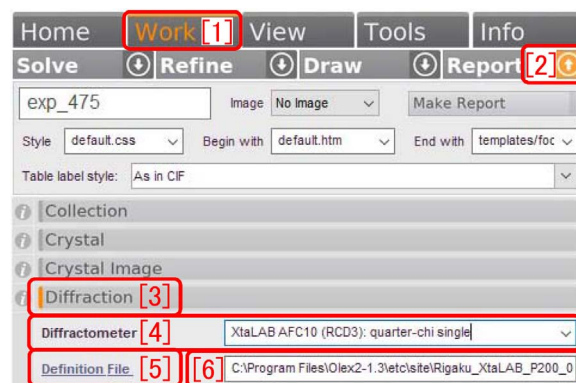 Home Work [1] View Tools Info
Solve Refine Draw Report [2]
exp_475 Image No Image Make Report
Style default.css Begin with default.htm End with templates/foc
Table label style: As in CIF
Collection
Crystal
Crystal Image
Diffraction [3]
Diffractometer [4] XtaLAB AFC10 (RCD3): quarter-chi single
Definition File [5] [6] C:\Program Files\Olex2-1.3\etc\site\Rigaku_XtaLAB_P200_0